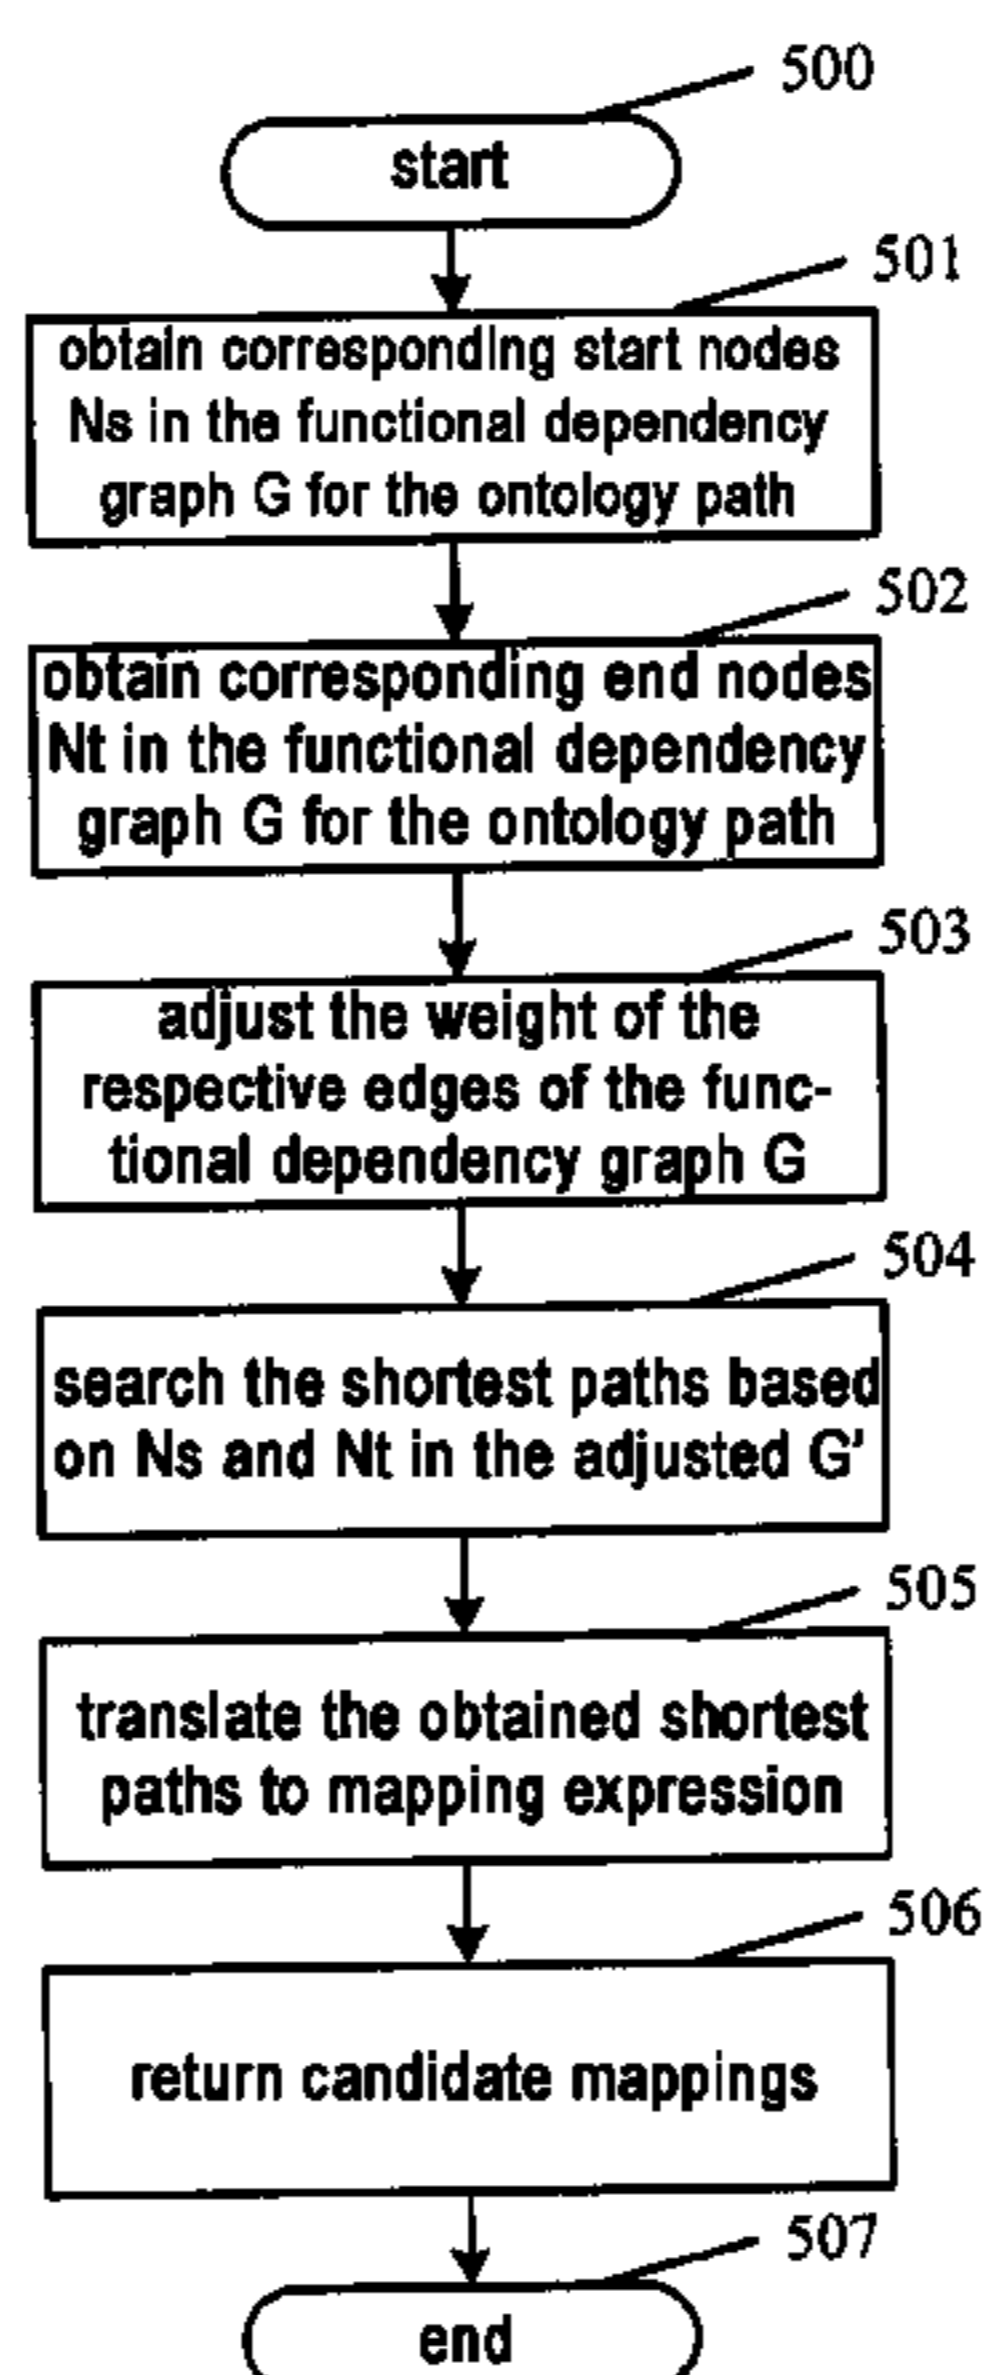 500
start
501
obtain corresponding start nodes
Ns in the functional dependency
graph G for the ontology path
502
obtain corresponding end nodes
Nt in the functional dependency
graph G for the ontology path
503
adjust the weight of the
respective edges of the func-
tional dependency graph G
504
search the shortest paths based
on Ns and Nt in the adjusted G'
505
translate the obtained shortest
paths to mapping expression
506
return candidate mappings
507
end